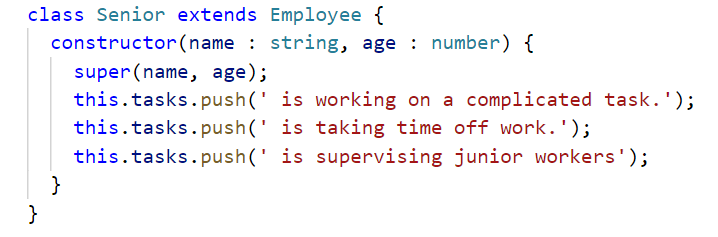 class Senior extends Employee {
  constructor(name : string, age : number) {
    super(name, age);
    this.tasks.push(' is working on a complicated task.');
    this.tasks.push(' is taking time off work.');
    this.tasks.push(' is supervising junior workers');
  }
}